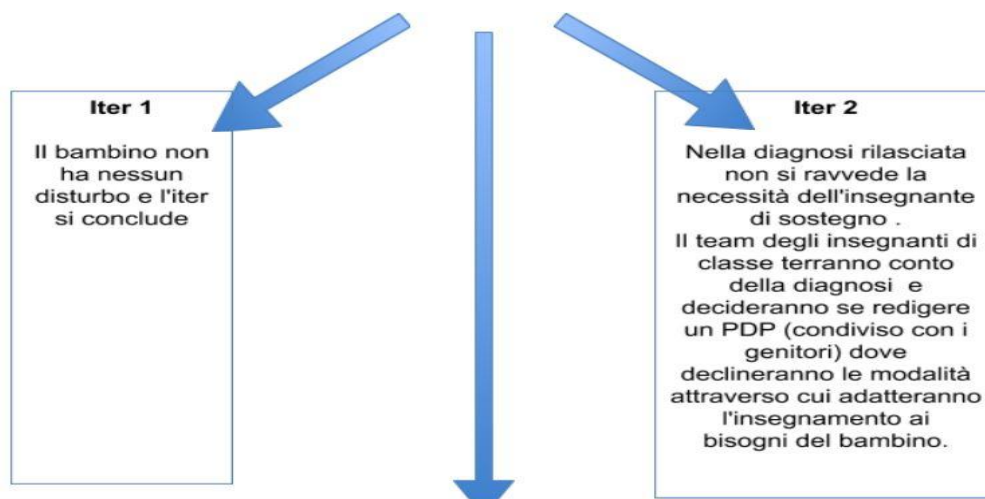 Iter 1
Il bambino non
ha nessun
disturbo e l'iter
si conclude
Iter 2
Nella diagnosi rilasciata
non si ravvede la
necessità dell'insegnante
di sostegno .
Il team degli insegnanti di
classe terranno conto
della diagnosi e
decideranno se redigere
un PDP (condiviso con i
genitori) dove
declineranno le modalità
attraverso cui adatteranno
l'insegnamento ai
bisogni del bambino.